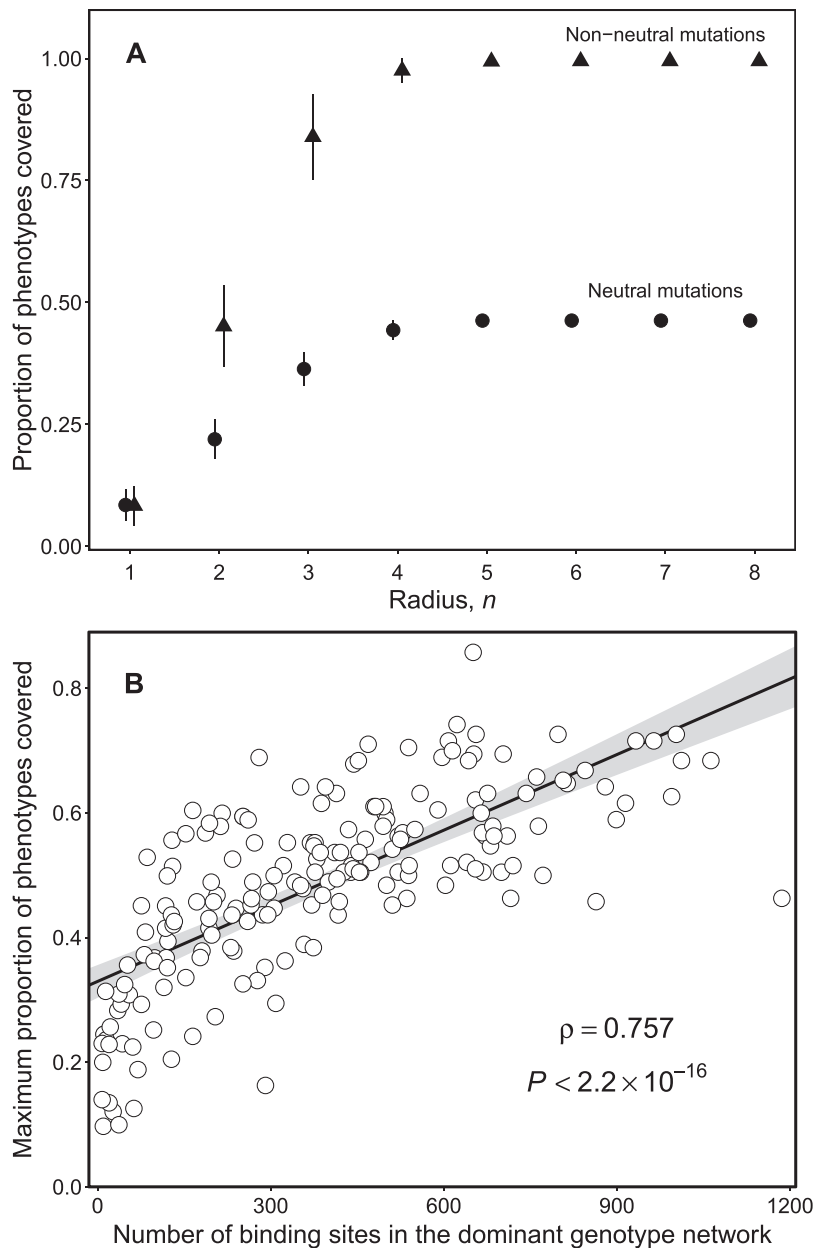 A
Non−neutral mutations
1.00
0.75
0.50
0.25
0.00
Neutral mutations
Proportion of phenotypes covered
1 2 3 4 5 6 7 8
Radius, n
B
0.8
0.6
0.4
0.2
0.0
Maximum proportion of phenotypes covered
ρ = 0.757
P < 2.2 × 10⁻¹⁶
0 300 600 900 1200
Number of binding sites in the dominant genotype network